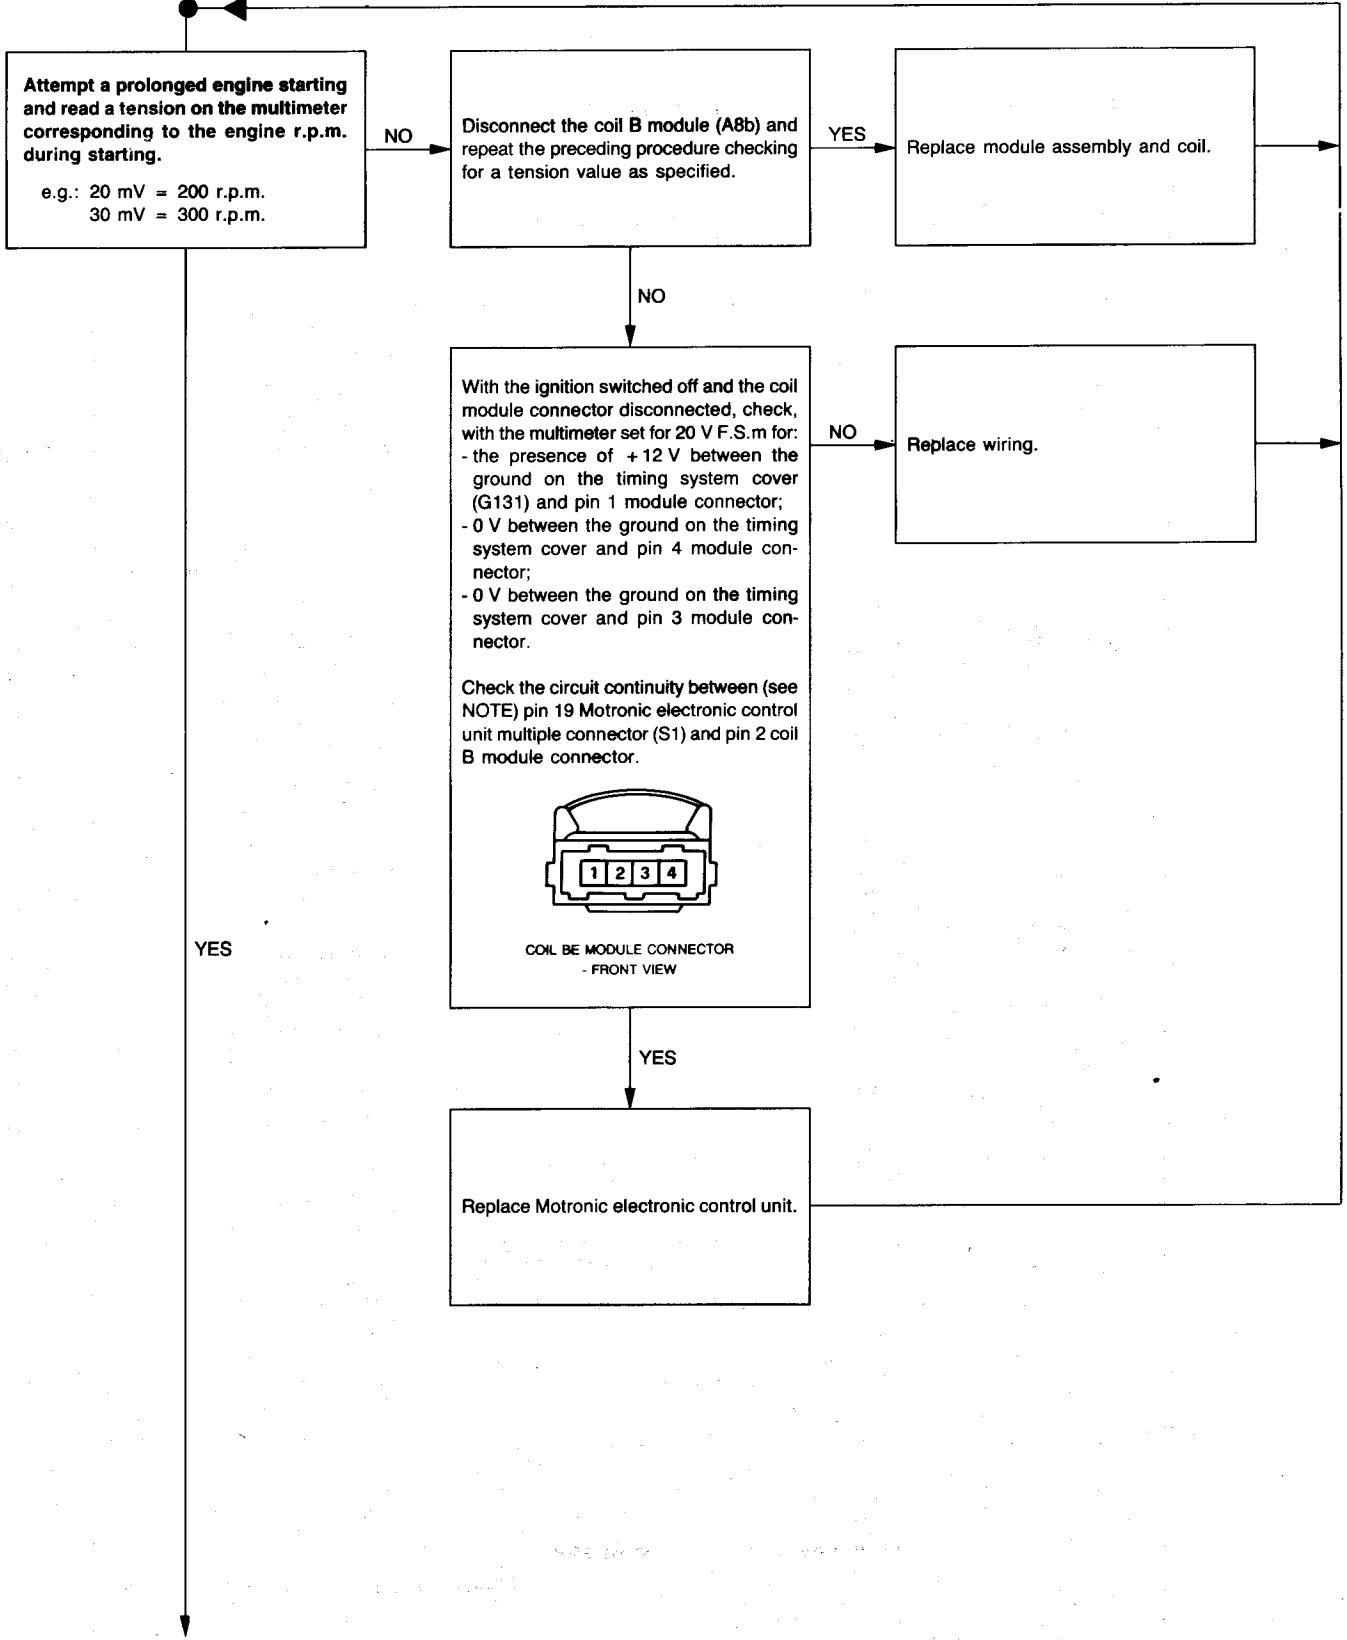 Attempt a prolonged engine starting
and read a tension on the multimeter
corresponding to the engine r.p.m.
during starting.
e.g.: 20 mV = 200 r.p.m.
30 mV = 300 r.p.m.
NO
Disconnect the coil B module (A8b) and
repeat the preceding procedure checking
for a tension value as specified.
YES
Replace module assembly and coil.
NO
With the ignition switched off and the coil
module connector disconnected, check,
with the multimeter set for 20 V F.S.m for:
- the presence of +12 V between the
ground on the timing system cover
(G131) and pin 1 module connector;
- 0 V between the ground on the timing
system cover and pin 4 module con-
nector;
- 0 V between the ground on the timing
system cover and pin 3 module con-
nector.
Check the circuit continuity between (see
NOTE) pin 19 Motronic electronic control
unit multiple connector (S1) and pin 2 coil
B module connector.
1 2 3 4
COIL BE MODULE CONNECTOR
- FRONT VIEW
NO
Replace wiring.
YES
YES
Replace Motronic electronic control unit.